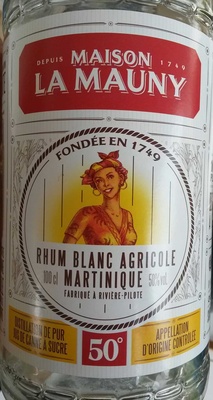 DEPUIS MAISON 1749
LA MAUNY
FONDÉE EN 1749
RHUM BLANC AGRICOLE
100 cl MARTINIQUE 50% vol.
FABRIQUÉ À RIVIÈRE-PILOTE
DISTILLATION DE PUR
JUS DE CANNE À SUCRE
50°
APPELLATION
D'ORIGINE CONTRÔLÉE